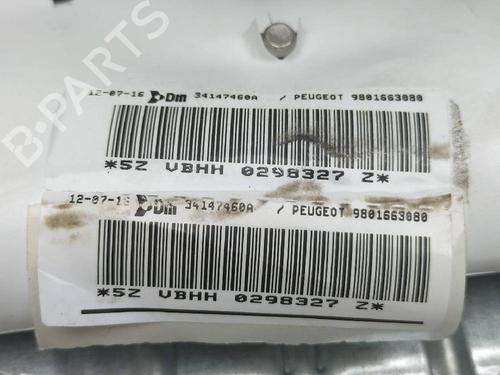 B-PARTS
12-07-16 Dm 34147460A / PEUGEOT 9801663080
*5Z VBHH 0298327 Z*
12-07-1 Dm 34147460A / PEUGEOT 9801663080
*5Z VBHH 0298327 Z*